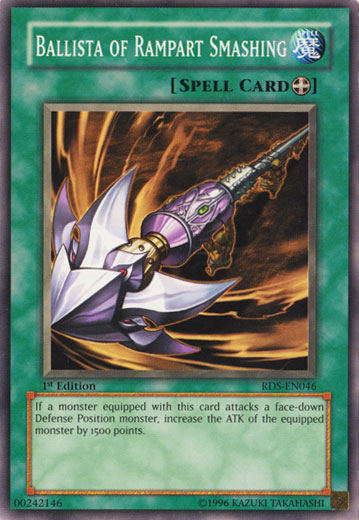 BALLISTA OF RAMPART SMASHING
SPELL
魔
[SPELL CARD]
1st Edition
RDS-EN046
If a monster equipped with this card attacks a face-down
Defense Position monster, increase the ATK of the equipped
monster by 1500 points.
00242146
©1996 KAZUKI TAKAHASHI